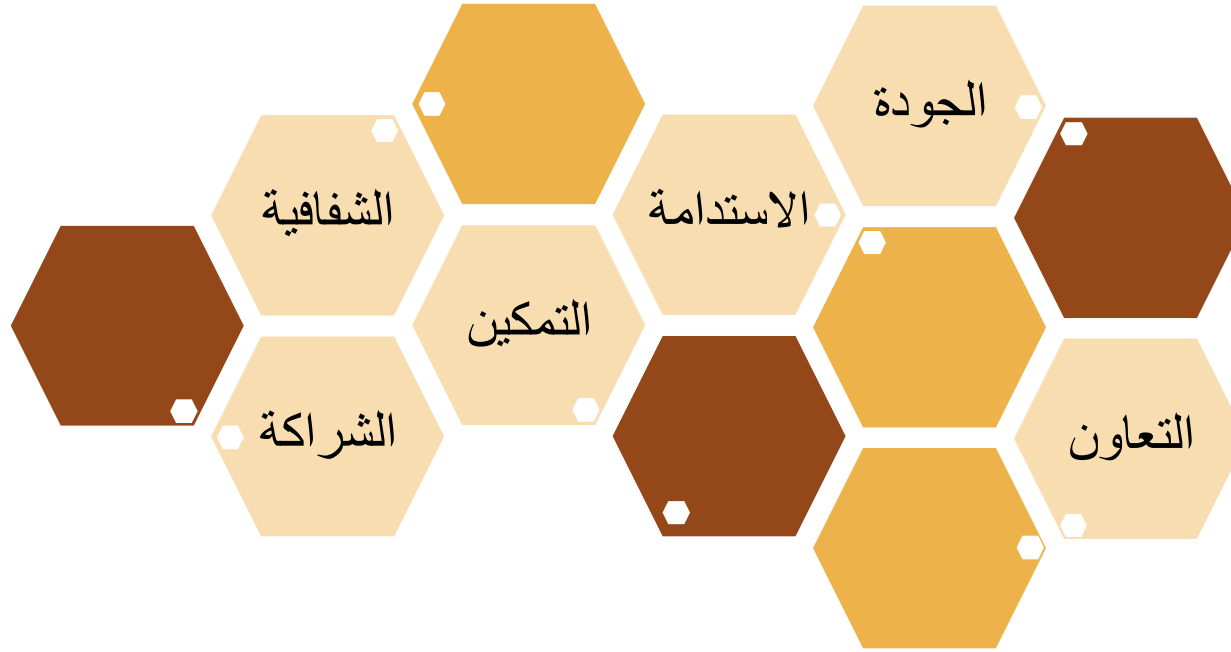 الجودة
الاستدامة
الشفافية
التمكين
التعاون
الشراكة